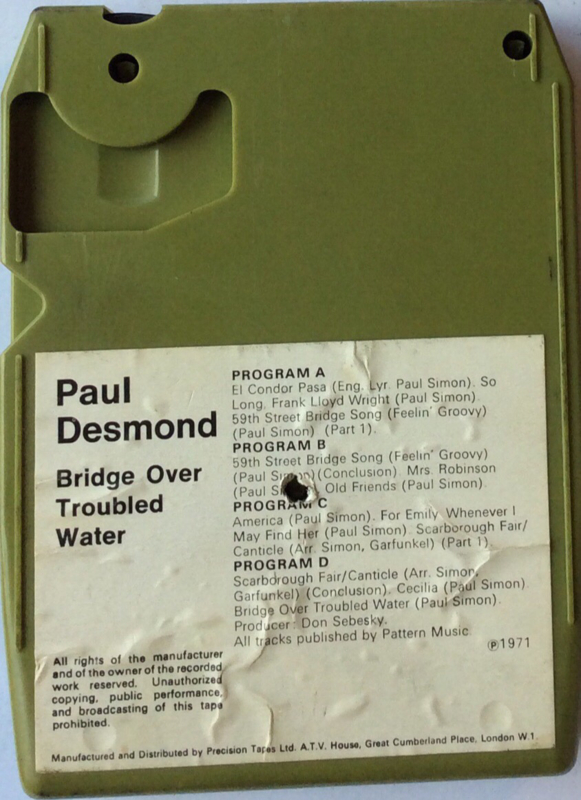 Paul
Desmond
Bridge Over
Troubled
Water
PROGRAM A
El Condor Pasa (Eng. Lyr. Paul Simon). So
Long. Frank Lloyd Wright (Paul Simon).
59th Street Bridge Song (Feelin' Groovy)
(Paul Simon) (Part 1).
PROGRAM B
59th Street Bridge Song (Feelin' Groovy)
(Paul Simon) (Conclusion). Mrs. Robinson
(Paul Old Friends (Paul Simon).
PROGRAM C
America (Paul Simon). For Emily Whenever I
May Find Her (Paul Simon). Scarborough Fair/
Canticle (Arr. Simon, Garfunkel) (Part 1).
PROGRAM D
Scarborough Fair/Canticle (Arr. Simon,
Garfunkel) (Conclusion). Cecilia (Paul Simon).
Bridge Over Troubled Water (Paul Simon).
Producer: Don Sebesky.
All tracks published by Pattern Music.
℗1971
All rights of the manufacturer
and of the owner of the recorded
work reserved. Unauthorized
copying, public performance,
and broadcasting of this tape
prohibited.
Manufactured and Distributed by Precision Tapes Ltd. A.T.V. House, Great Cumberland Place, London W.1.